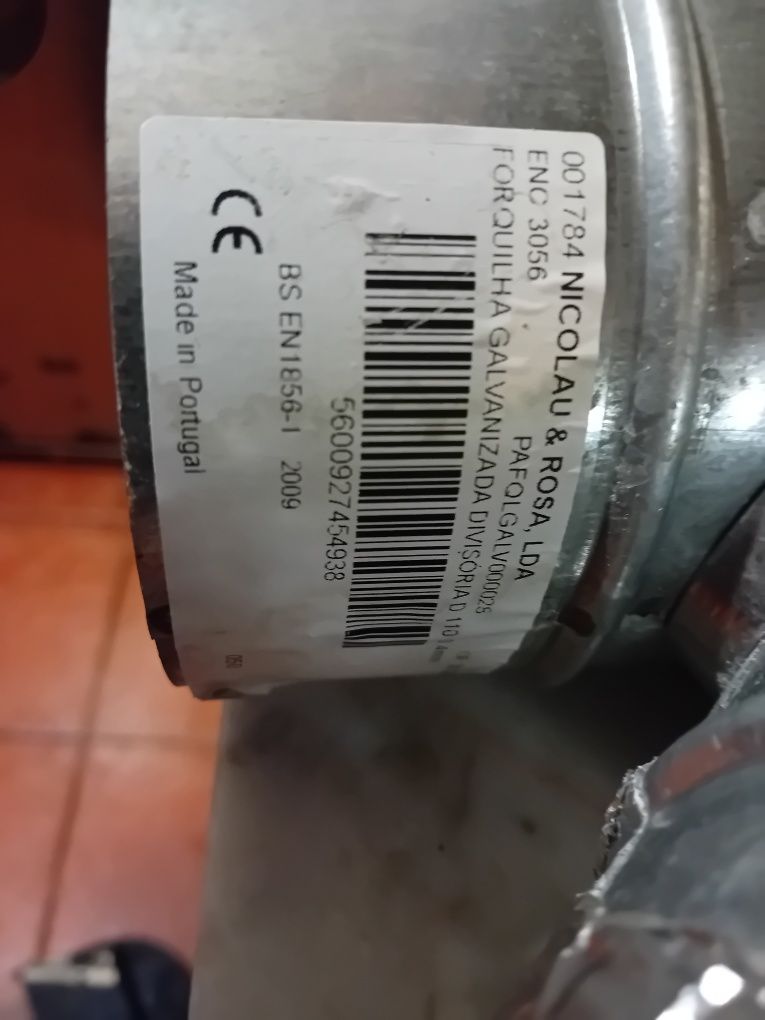 001784 NICOLAU & ROSA, LDA
ENC 3056 PAFQLGALV000026
FORQUILHA GALVANIZADA DIVISÓRIA D 110
5600927454938
BS EN1856-1 2009
CE
Made in Portugal